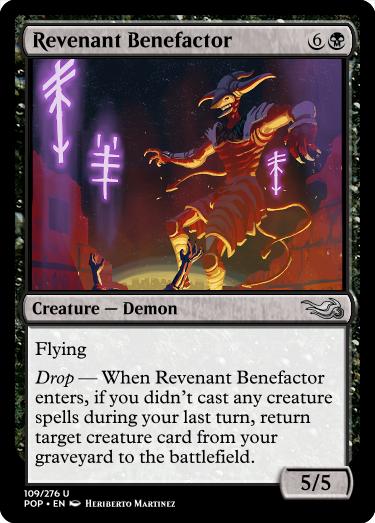 Revenant Benefactor 6
Creature — Demon
Flying
Drop — When Revenant Benefactor
enters, if you didn't cast any creature
spells during your last turn, return
target creature card from your
graveyard to the battlefield.
5/5
109/276 U
POP • EN Heriberto Martinez